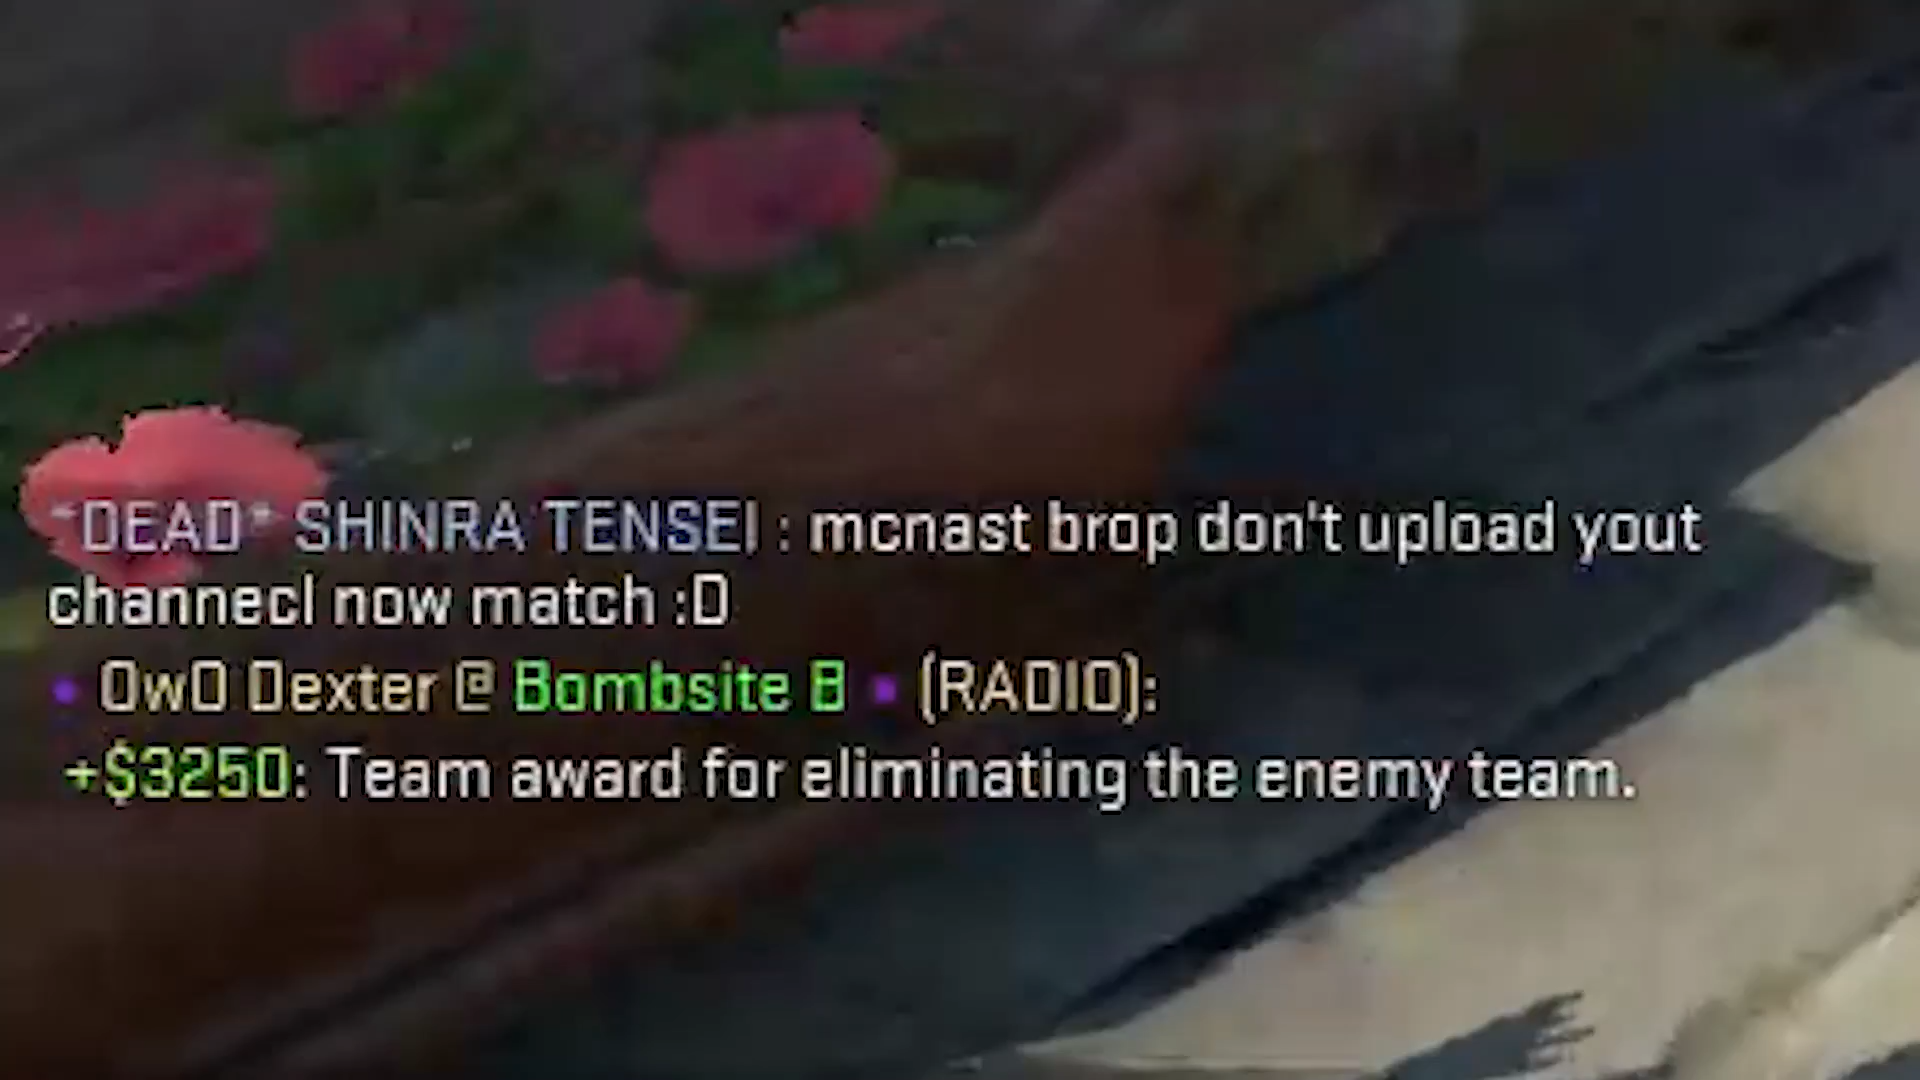 *DEAD* SHINRA TENSEI : mcnast brop don't upload yout
channecl now match :D
• OwO Dexter @ Bombsite B • (RADIO):
+$3250: Team award for eliminating the enemy team.